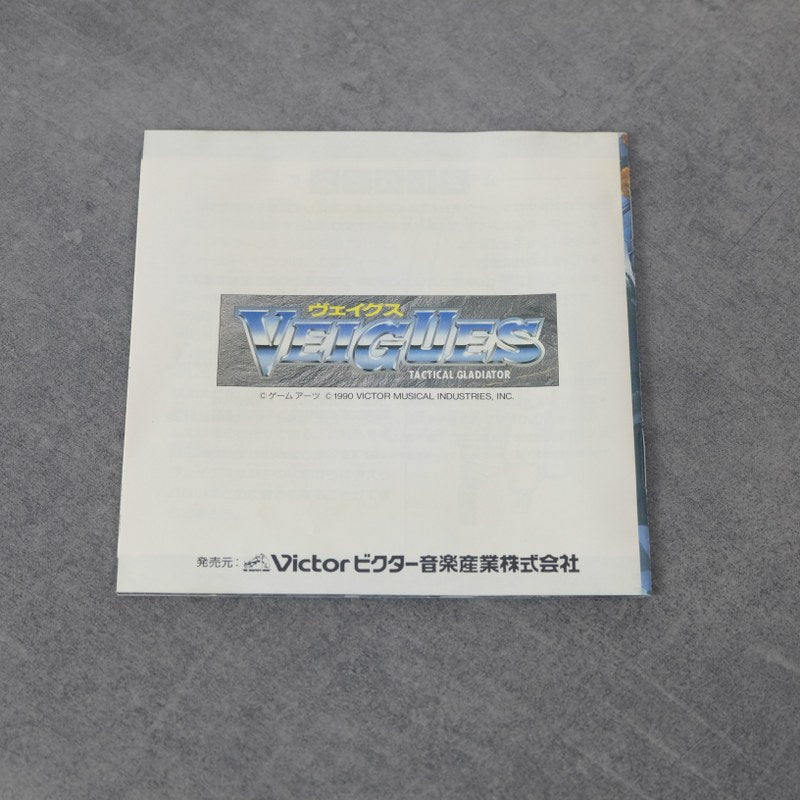 ヴェイグス
VEIGUES
TACTICAL GLADIATOR
©ゲームアーツ ©1990 VICTOR MUSICAL INDUSTRIES, INC.
発売元: Victor ビクター音楽産業株式会社